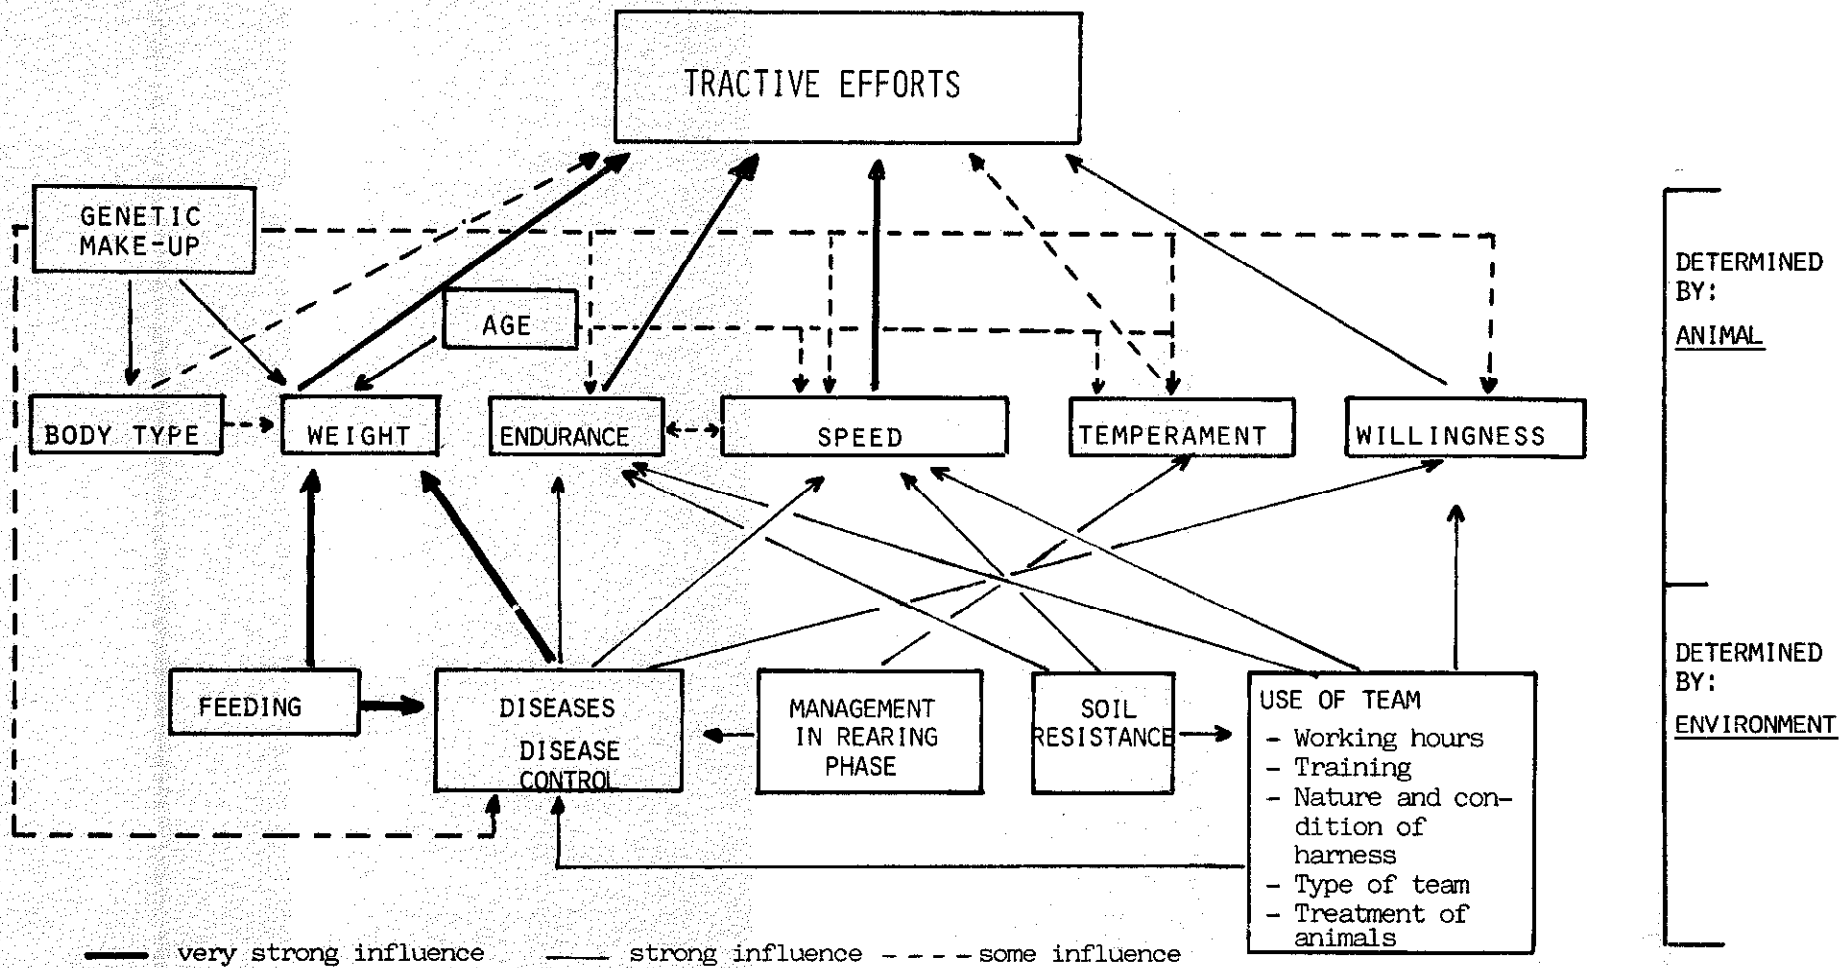 TRACTIVE EFFORTS
GENETIC
MAKE-UP
AGE
BODY TYPE
WEIGHT
ENDURANCE
SPEED
TEMPERAMENT
WILLINGNESS
DETERMINED
BY:
ANIMAL
FEEDING
DISEASES
DISEASE
CONTROL
MANAGEMENT
IN REARING
PHASE
SOIL
RESISTANCE
USE OF TEAM
- Working hours
- Training
- Nature and con-
dition of
harness
- Type of team
- Treatment of
animals
DETERMINED
BY:
ENVIRONMENT
very strong influence
strong influence
some influence